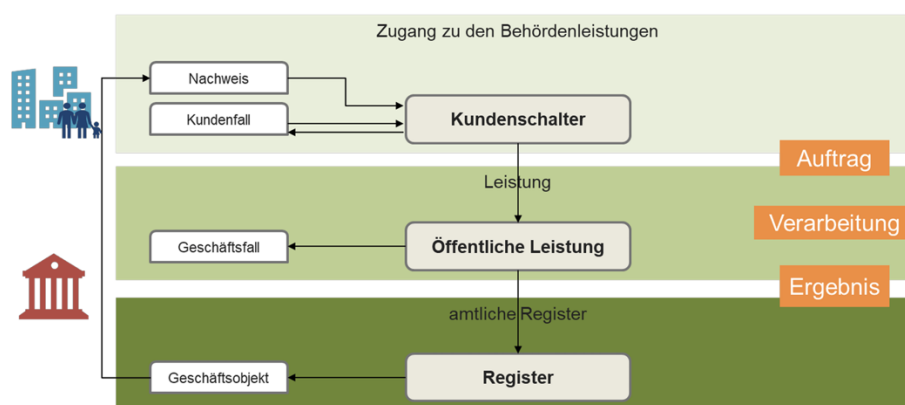 Zugang zu den Behördenleistungen
Nachweis
Kundenfall
Kundenschalter
Auftrag
Leistung
Verarbeitung
Geschäftsfall
Öffentliche Leistung
Ergebnis
amtliche Register
Geschäftsobjekt
Register